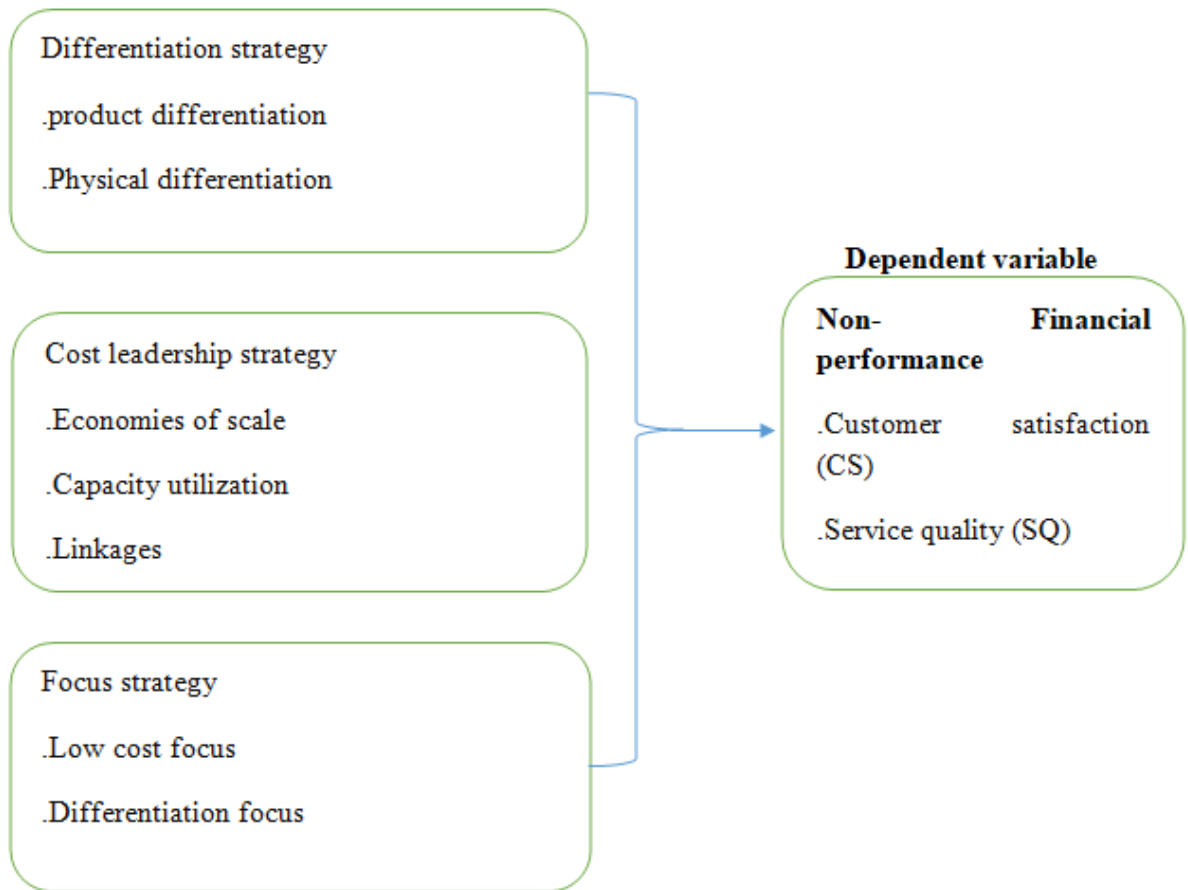 Differentiation strategy
.product differentiation
.Physical differentiation
Cost leadership strategy
.Economies of scale
.Capacity utilization
.Linkages
Focus strategy
.Low cost focus
.Differentiation focus
Dependent variable
Non- Financial
performance
.Customer satisfaction
(CS)
.Service quality (SQ)